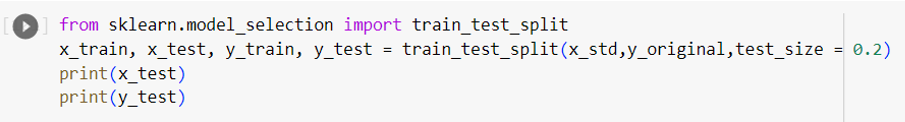 [ ] from sklearn.model_selection import train_test_split
x_train, x_test, y_train, y_test = train_test_split(x_std,y_original,test_size = 0.2)
print(x_test)
print(y_test)